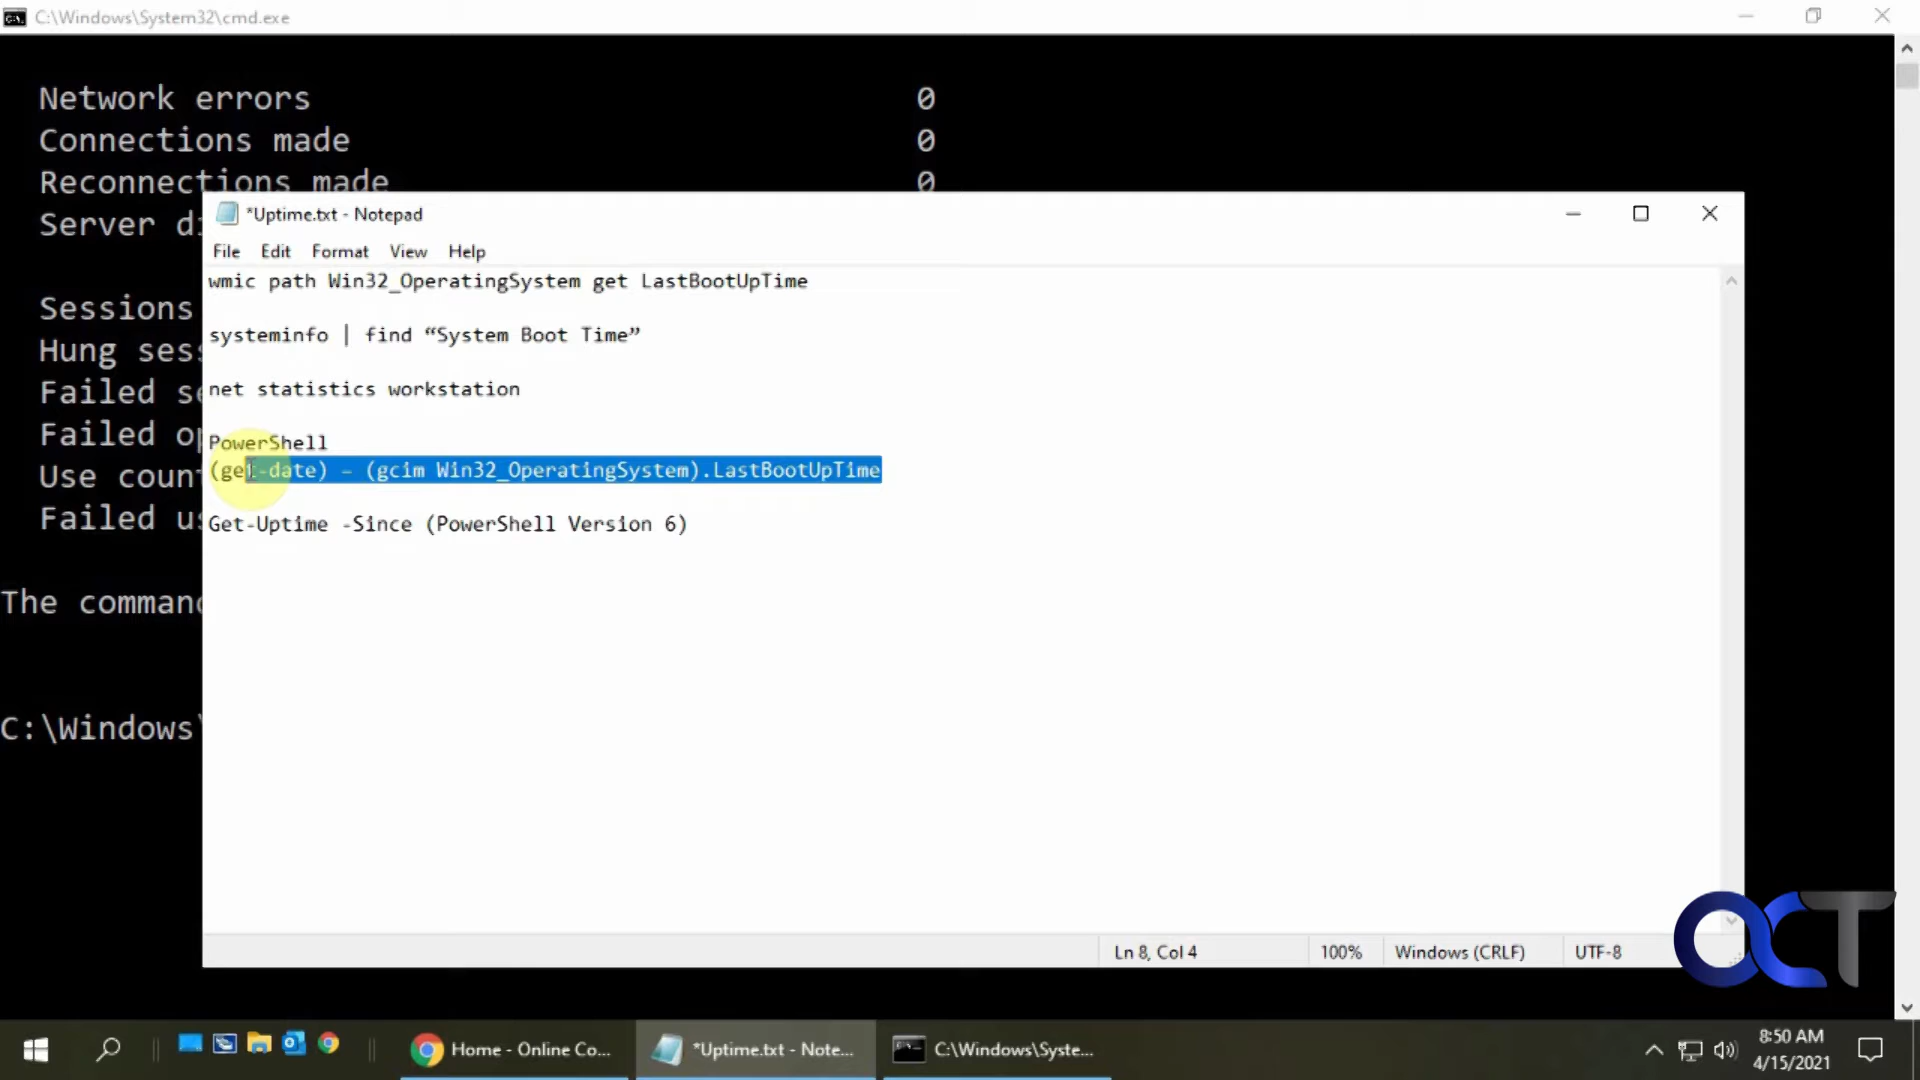 C:\Windows\System32\cmd.exe
Network errors 0
Connections made 0
Reconnections made 0
Server
*Uptime.txt - Notepad
File Edit Format View Help
wmic path Win32_OperatingSystem get LastBootUpTime
Sessions
systeminfo | find “System Boot Time”
Hung
net statistics workstation
Failed
PowerShell
Failed
(get-date) – (gcim Win32_OperatingSystem).LastBootUpTime
Use
Get-Uptime -Since (PowerShell Version 6)
Failed
The
C:\Windows\
Ln 8, Col 4 100% Windows (CRLF) UTF-8
OCT
Home - Online Co... *Uptime.txt - Note... C:\Windows\Syste...
8:50 AM
4/15/2021